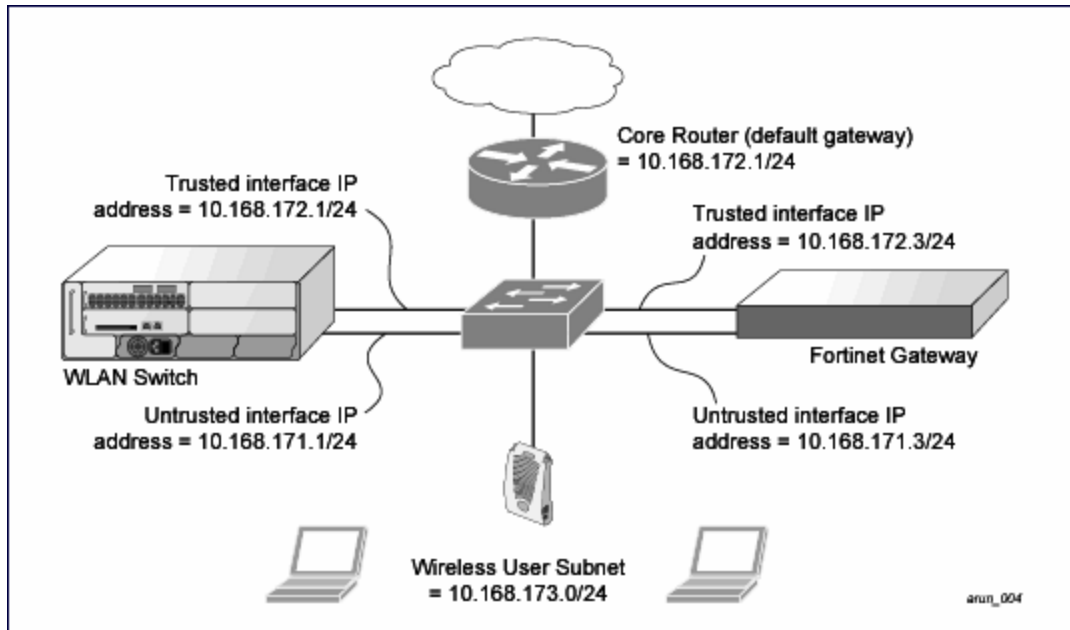 Core Router (default gateway)
= 10.168.172.1/24
Trusted interface IP
address = 10.168.172.1/24
Trusted interface IP
address = 10.168.172.3/24
WLAN Switch
Fortinet Gateway
Untrusted interface IP
address = 10.168.171.1/24
Untrusted interface IP
address = 10.168.171.3/24
Wireless User Subnet
= 10.168.173.0/24
arun_004